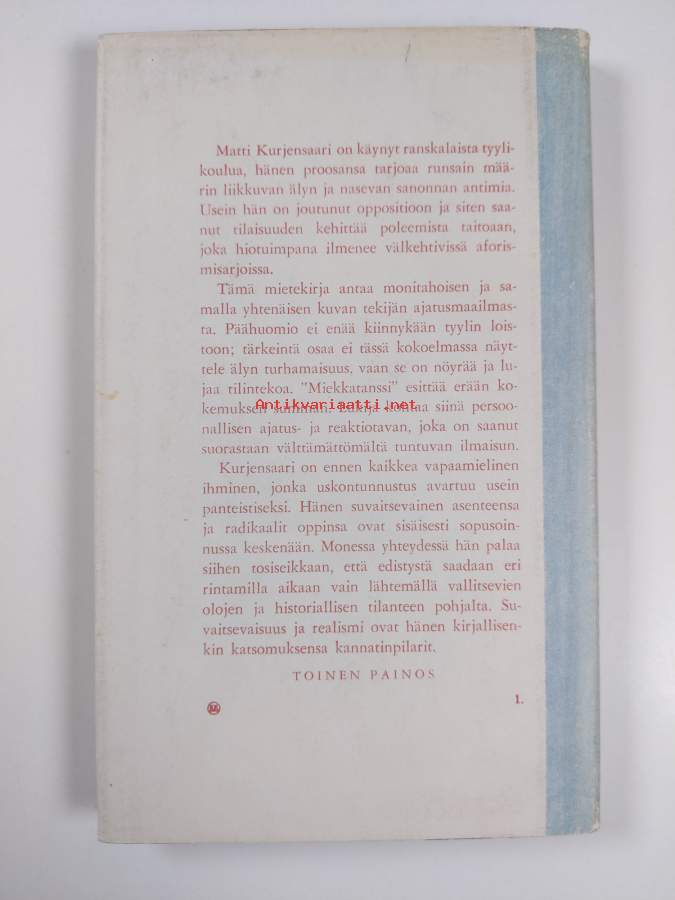 Matti Kurjensaari on käynyt ranskalaista tyyli-
koulua, hänen proosansa tarjoaa runsain mää-
rin liikkuvan älyn ja nasevan sanonnan antimia.
Usein hän on joutunut oppositioon ja siten saa-
nut tilaisuuden kehittää poleemista taitoaan,
joka hiotuimpana ilmenee välkehtivissä aforis-
misarjoissa.
Tämä mietekirja antaa monitahoisen ja sa-
malla yhtenäisen kuvan tekijän ajatusmaailmas-
ta. Päähuomio ei enää kiinnykään tyylin lois-
toon; tärkeintä osaa ei tässä kokoelmassa näyt-
tele älyn turhamaisuus, vaan se on nöyrää ja lu-
jaa tilintekoa. "Miekkatanssi" esittää erään ko-
Antikvariaatti.net
kemuksen summan. Lukija kohtaa siinä persoo-
nallisen ajatus- ja reaktiotavan, joka on saanut
suorastaan välttämättömältä tuntuvan ilmaisun.
Kurjensaari on ennen kaikkea vapaamielinen
ihminen, jonka uskontunnustus avartuu usein
panteistiseksi. Hänen suvaitsevainen asenteensa
ja radikaalit oppinsa ovat sisäisesti sopusoin-
nussa keskenään. Monessa yhteydessä hän palaa
siihen tosiseikkaan, että edistystä saadaan eri
rintamilla aikaan vain lähtemällä vallitsevien
olojen ja historiallisen tilanteen pohjalta. Su-
vaitsevaisuus ja realismi ovat hänen kirjallisen-
kin katsomuksensa kannatinpilarit.
TOINEN PAINOS
1.